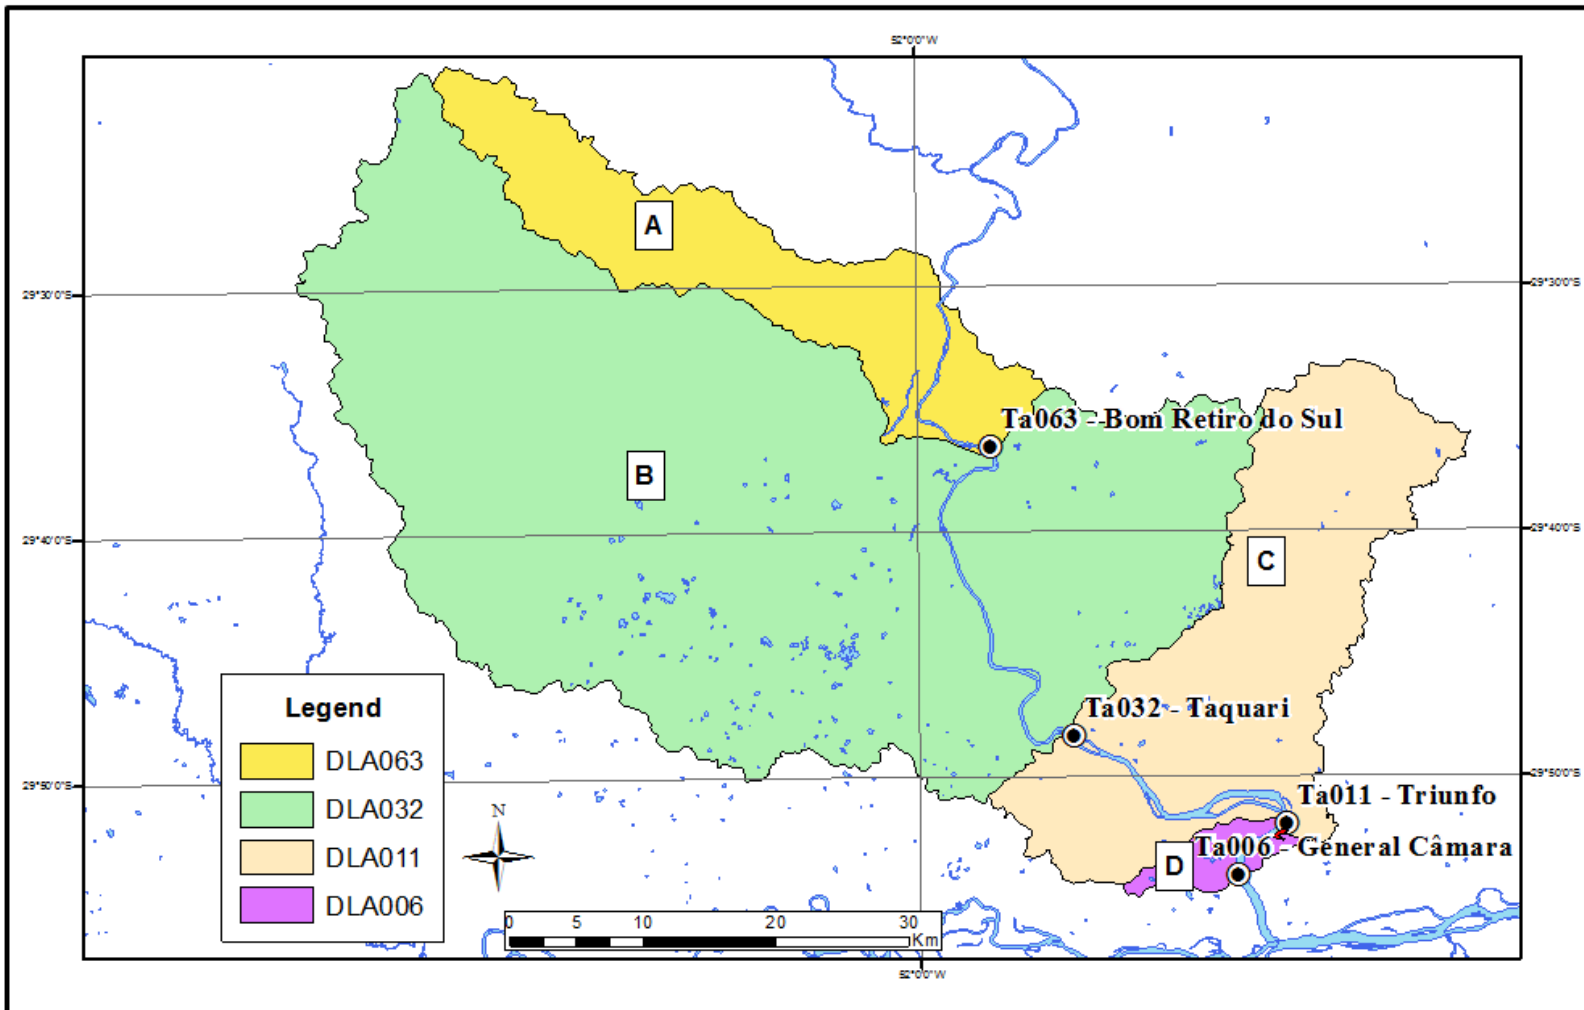 52°0'0"W
A
29°30'0"S
29°30'0"S
Ta063 - Bom Retiro do Sul
B
29°40'0"S
29°40'0"S
C
Legend
DLA063
DLA032
DLA011
DLA006
Ta032 - Taquari
29°50'0"S
29°50'0"S
Ta011 - Triunfo
Ta006 - General Câmara
D
N
0 5 10 20 30
Km
52°0'0"W